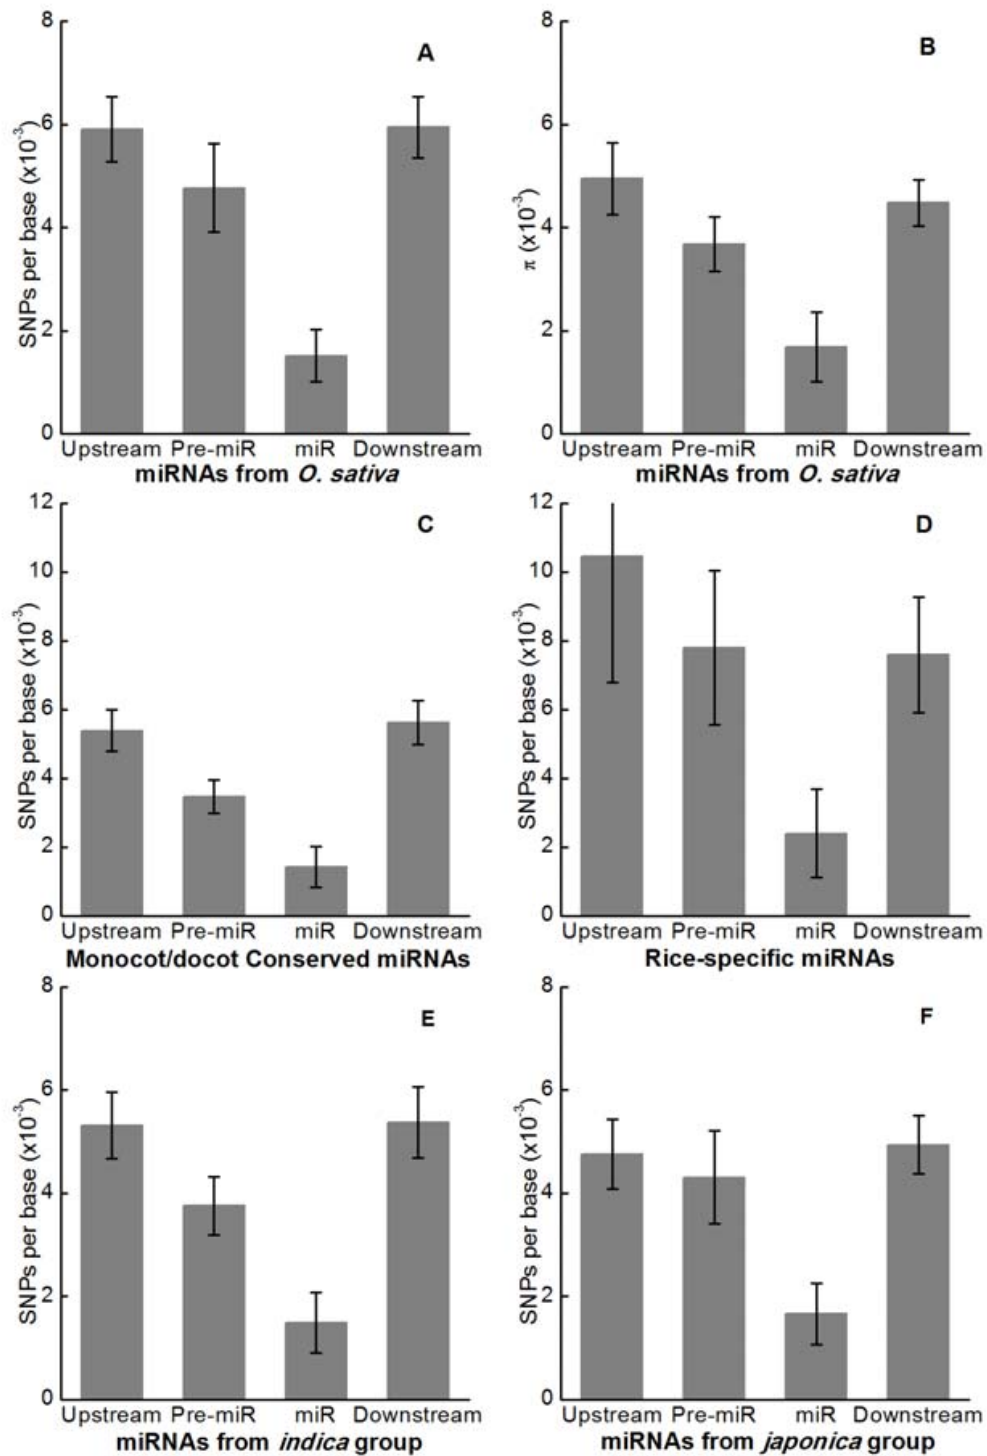 A
SNPs per base (x10⁻³)
8
6
4
2
0
Upstream Pre-miR miR Downstream
miRNAs from O. sativa
B
π (x10⁻³)
8
6
4
2
0
Upstream Pre-miR miR Downstream
miRNAs from O. sativa
C
SNPs per base (x10⁻³)
12
10
8
6
4
2
0
Upstream Pre-miR miR Downstream
Monocot/docot Conserved miRNAs
D
SNPs per base (x10⁻³)
12
10
8
6
4
2
0
Upstream Pre-miR miR Downstream
Rice-specific miRNAs
E
SNPs per base (x10⁻³)
8
6
4
2
0
Upstream Pre-miR miR Downstream
miRNAs from indica group
F
SNPs per base (x10⁻³)
8
6
4
2
0
Upstream Pre-miR miR Downstream
miRNAs from japonica group